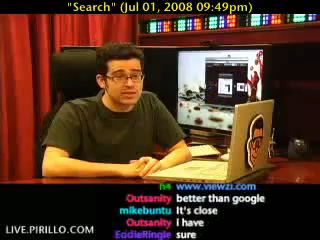 "Search" (Jul 01, 2008 09:49pm)
h4 www.viewzi.com
Outsanity better than google
mikebuntu It's close
Outsanity I have
EddieRingle sure
LIVE.PIRILLO.COM